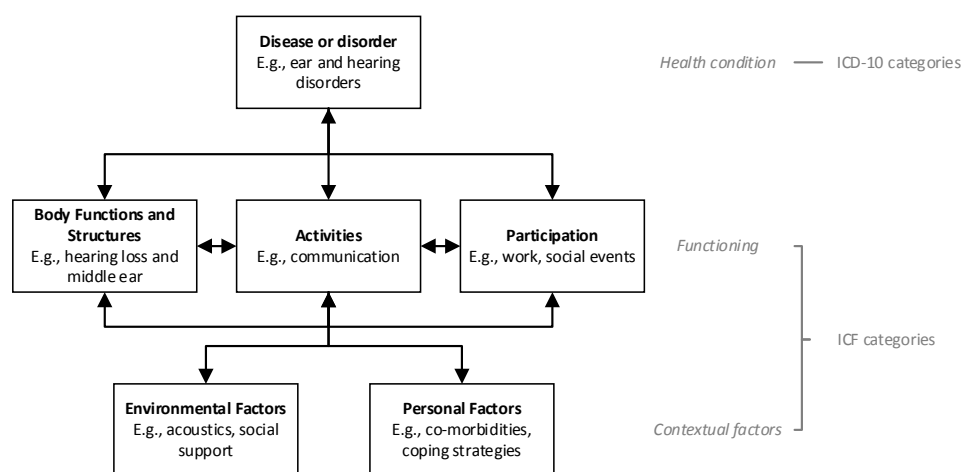 Disease or disorder
E.g., ear and hearing
disorders
Health condition
ICD-10 categories
Body Functions and
Structures
E.g., hearing loss and
middle ear
Activities
E.g., communication
Participation
E.g., work, social events
Functioning
ICF categories
Environmental Factors
E.g., acoustics, social
support
Personal Factors
E.g., co-morbidities,
coping strategies
Contextual factors